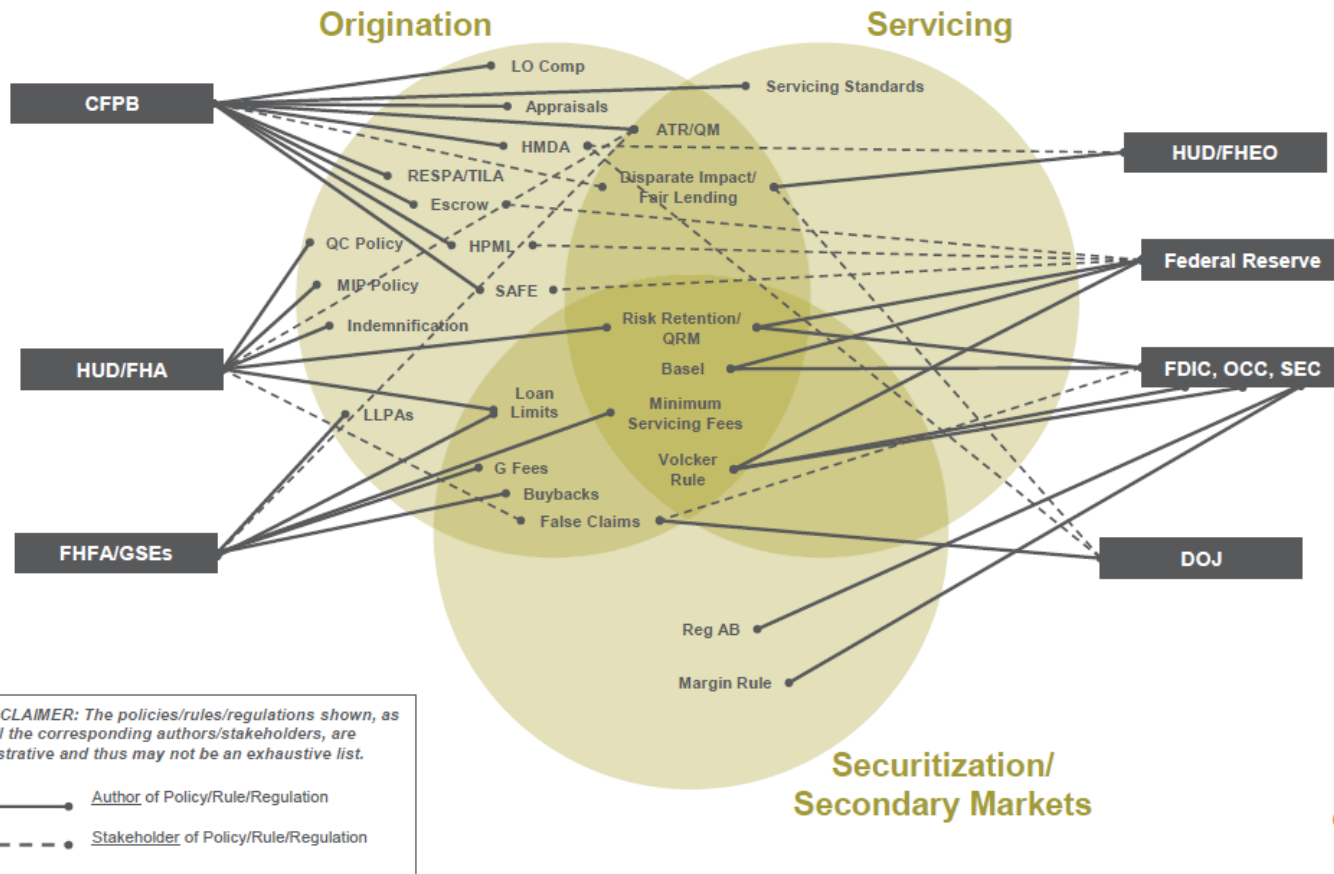 Origination
Servicing
LO Comp
CFPB
Servicing Standards
Appraisals
ATR/QM
HMDA
HUD/FHEO
RESPA/TILA
Disparate Impact/
Fair Lending
Escrow
QC Policy
HPML
Federal Reserve
MIP Policy
SAFE
Indemnification
Risk Retention/
QRM
HUD/FHA
Basel
FDIC, OCC, SEC
Loan
Limits
LLPAs
Minimum
Servicing Fees
G Fees
Volcker
Rule
Buybacks
False Claims
FHFA/GSEs
DOJ
Reg AB
Margin Rule
CLAIMER: The policies/rules/regulations shown, as
l the corresponding authors/stakeholders, are
strative and thus may not be an exhaustive list.
Author of Policy/Rule/Regulation
Stakeholder of Policy/Rule/Regulation
Securitization/
Secondary Markets